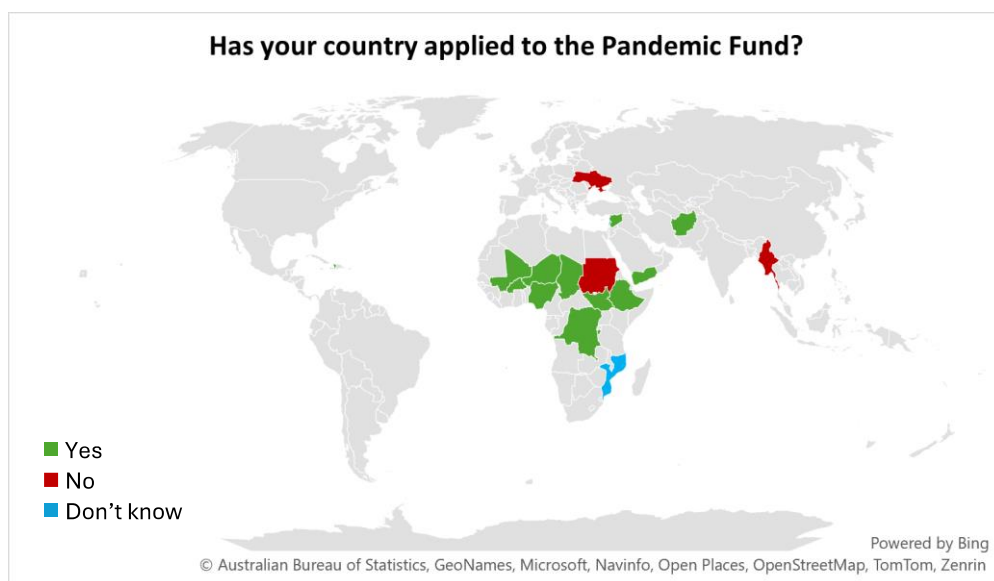 Has your country applied to the Pandemic Fund?
Yes
No
Don’t know
Powered by Bing
© Australian Bureau of Statistics, GeoNames, Microsoft, Navinfo, Open Places, OpenStreetMap, TomTom, Zenrin